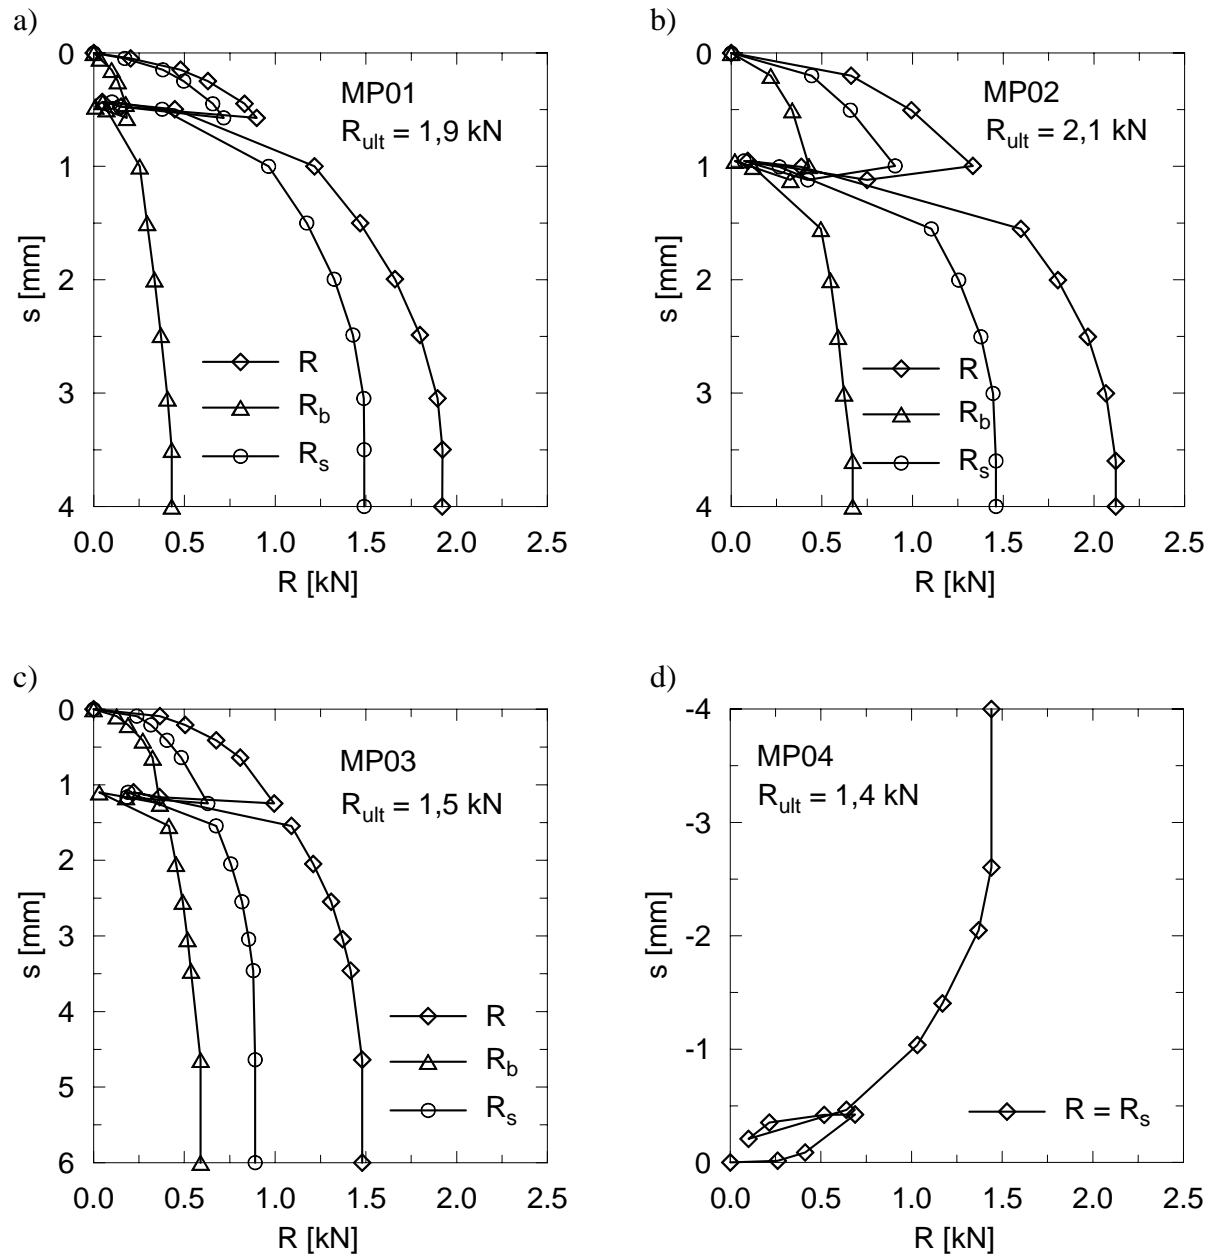 a)
0
1
2
3
4
s [mm]
MP01
R_ult = 1,9 kN
R
R_b
R_s
0.0 0.5 1.0 1.5 2.0 2.5
R [kN]
b)
0
1
2
3
4
s [mm]
MP02
R_ult = 2,1 kN
R
R_b
R_s
0.0 0.5 1.0 1.5 2.0 2.5
R [kN]
c)
0
1
2
3
4
5
6
s [mm]
MP03
R_ult = 1,5 kN
R
R_b
R_s
0.0 0.5 1.0 1.5 2.0 2.5
R [kN]
d)
-4
-3
-2
-1
0
s [mm]
MP04
R_ult = 1,4 kN
R = R_s
0.0 0.5 1.0 1.5 2.0 2.5
R [kN]